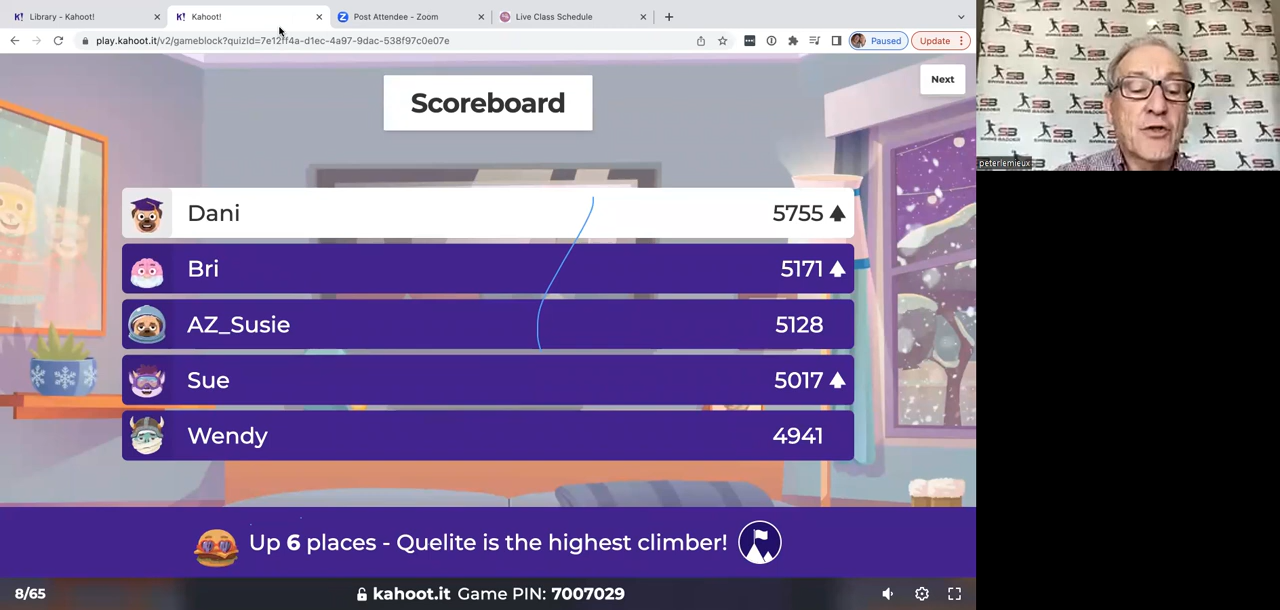 Library - Kahoot!
Kahoot!
Post Attendee - Zoom
Live Class Schedule
play.kahoot.it/v2/gameblock?quizId=7e12ff4a-d1ec-4a97-9dac-538f97c0e07e
Paused
Update
Scoreboard
Next
peterlemieux
Dani 5755
Bri 5171
AZ_Susie 5128
Sue 5017
Wendy 4941
Up 6 places - Quelite is the highest climber!
8/65
kahoot.it Game PIN: 7007029